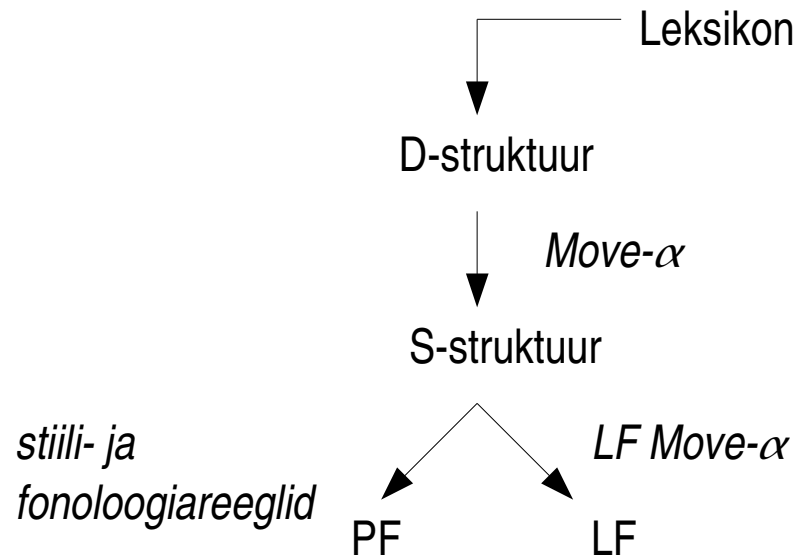 Leksikon
D-struktuur
Move-α
S-struktuur
stiili- ja
fonoloogiareeglid
LF Move-α
PF
LF